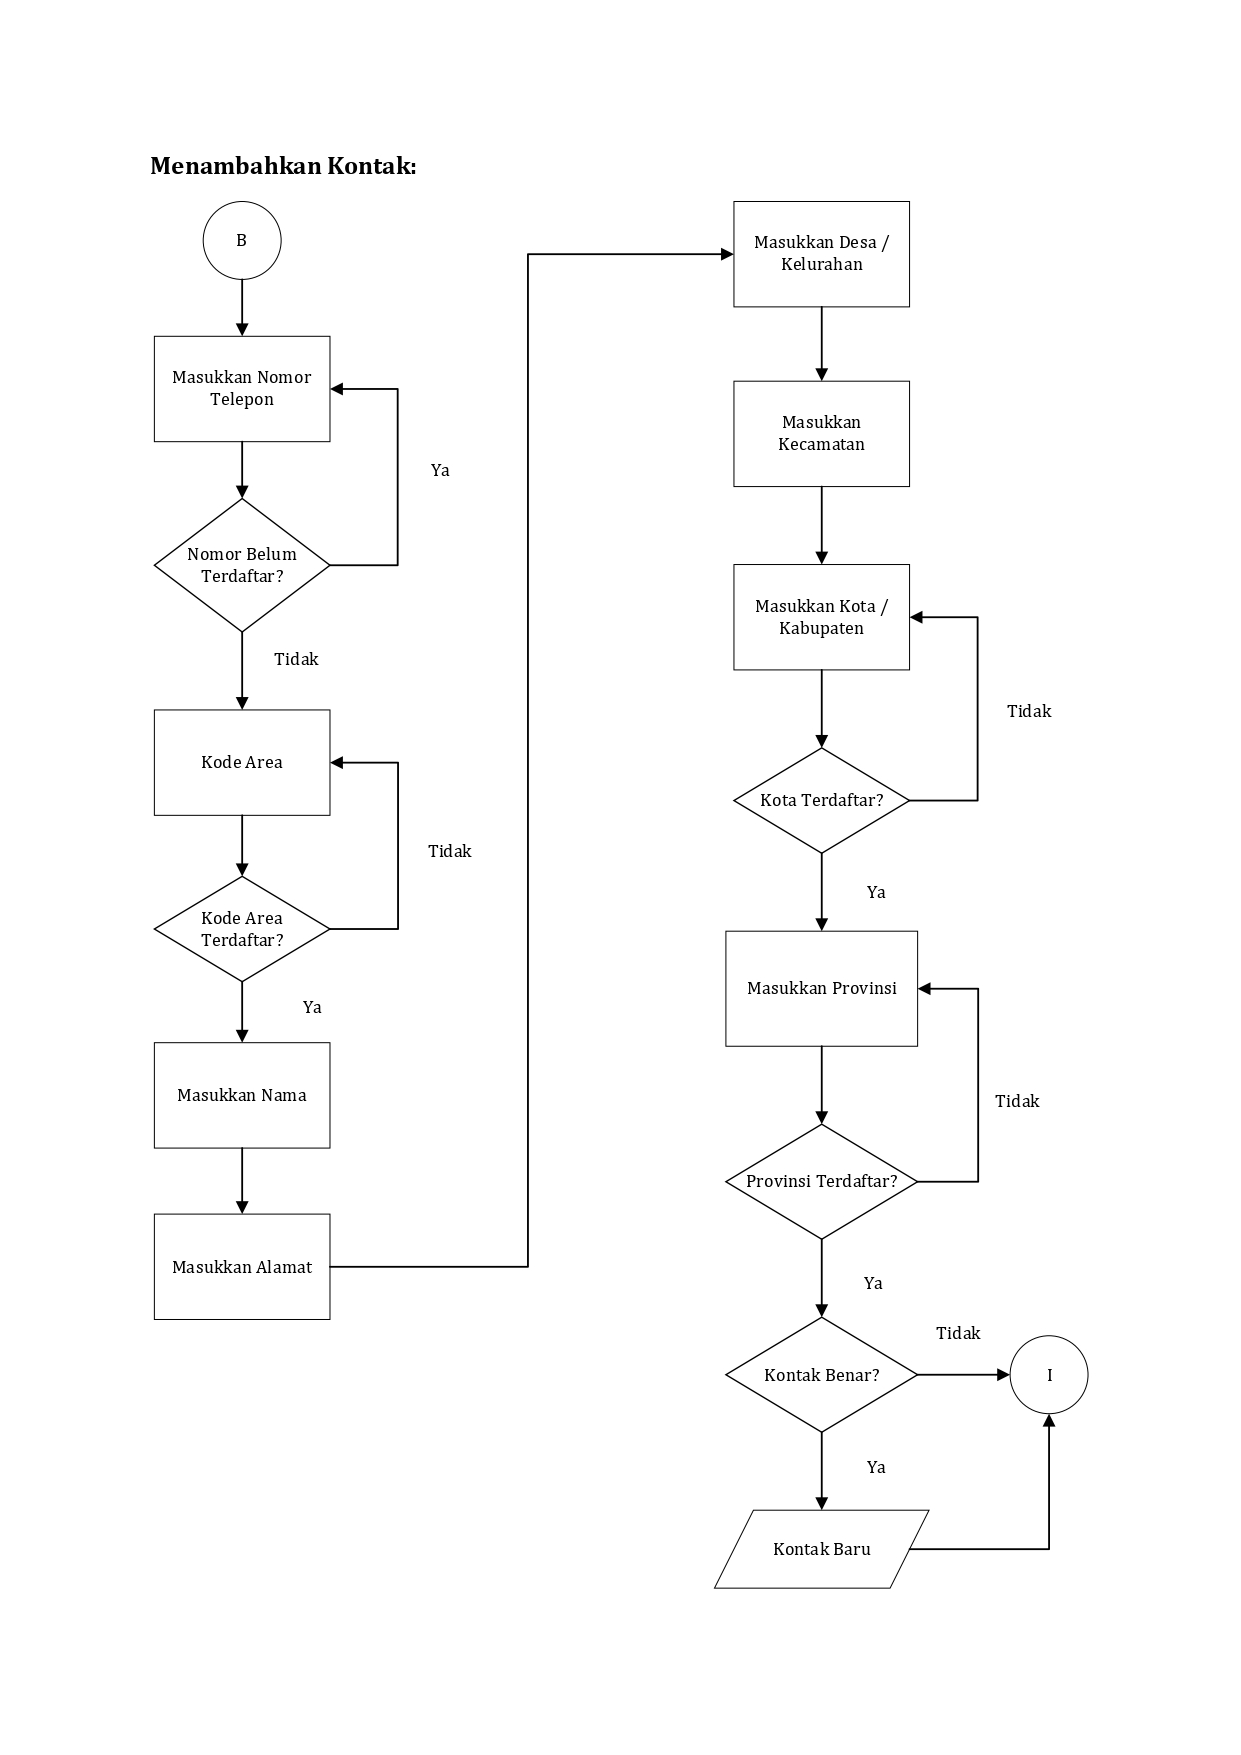 Menambahkan Kontak:
B
Masukkan Nomor
Telepon
Ya
Nomor Belum
Terdaftar?
Tidak
Kode Area
Tidak
Kode Area
Terdaftar?
Ya
Masukkan Nama
Masukkan Alamat
Masukkan Desa /
Kelurahan
Masukkan
Kecamatan
Masukkan Kota /
Kabupaten
Tidak
Kota Terdaftar?
Ya
Masukkan Provinsi
Tidak
Provinsi Terdaftar?
Ya
Tidak
Kontak Benar?
I
Ya
Kontak Baru